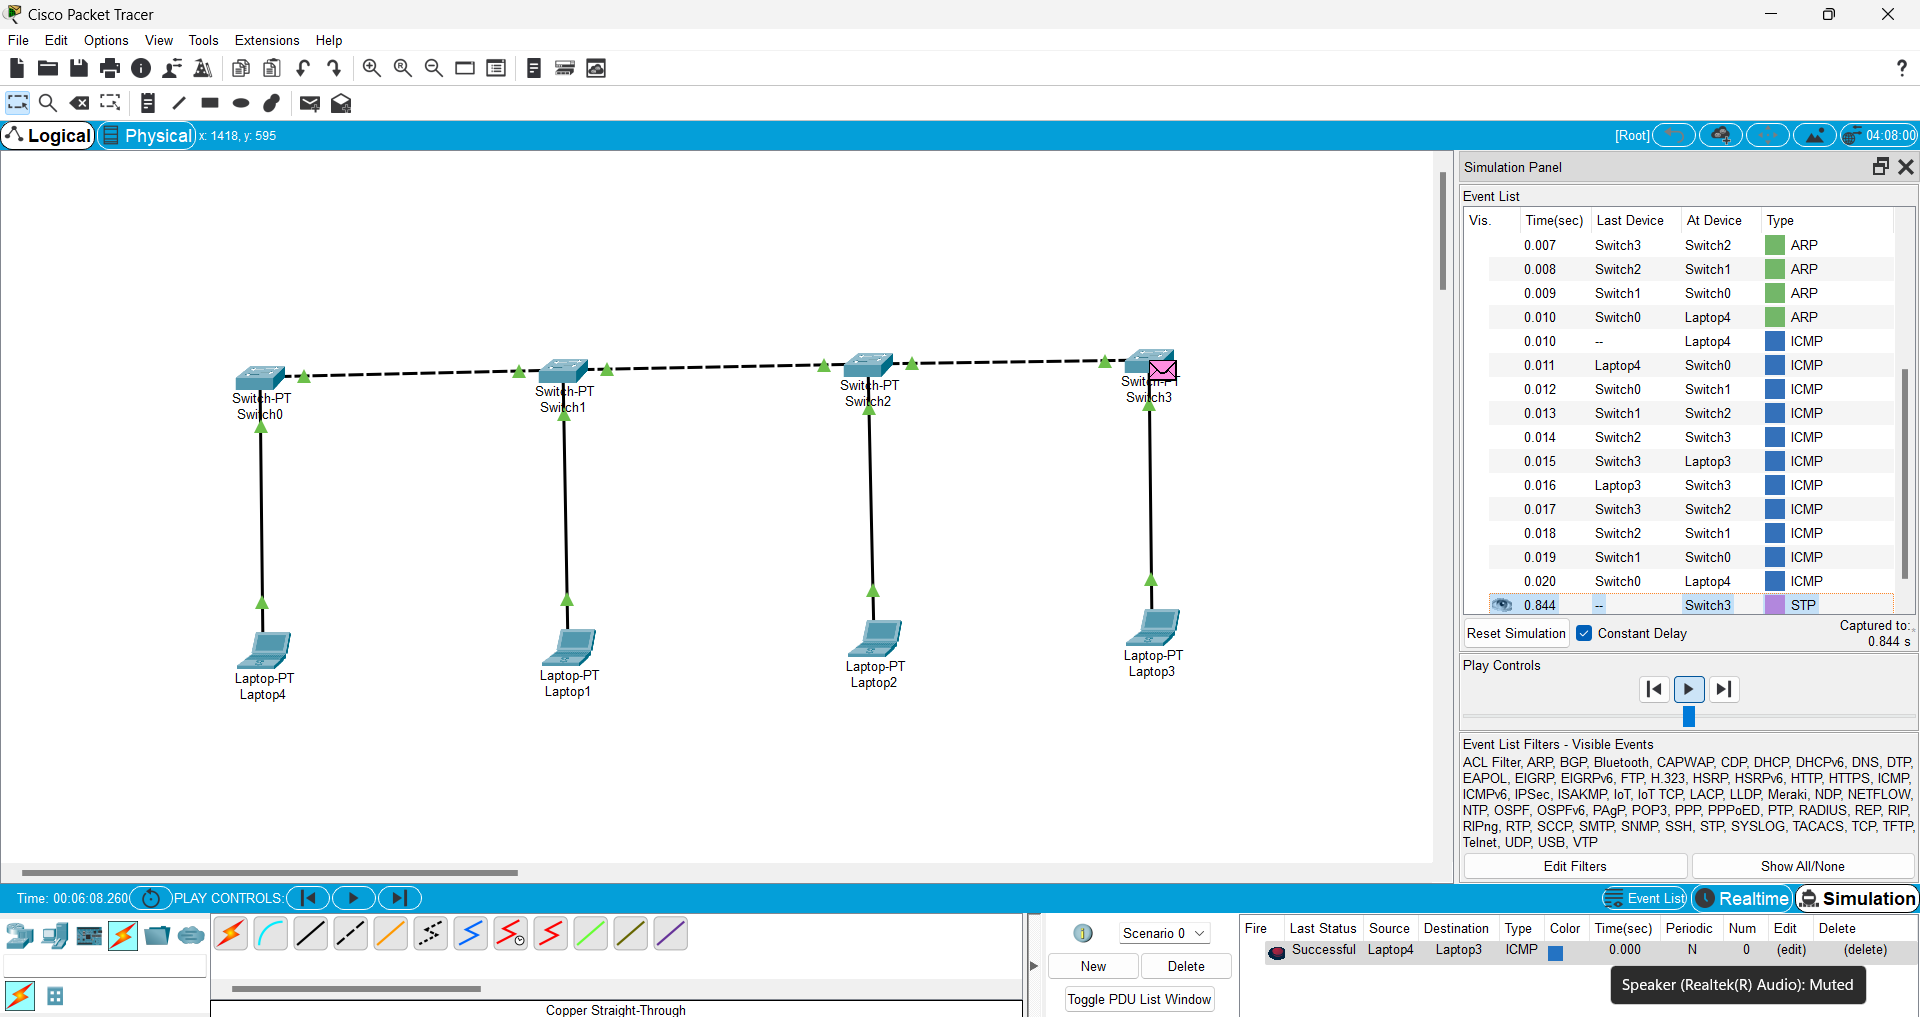 Cisco Packet Tracer
File Edit Options View Tools Extensions Help
Logical Physical x: 1418, y: 595 [Root] 04:08:00
Simulation Panel
Event List
Vis. Time(sec) Last Device At Device Type
0.007 Switch3 Switch2 ARP
0.008 Switch2 Switch1 ARP
0.009 Switch1 Switch0 ARP
0.010 Switch0 Laptop4 ARP
0.010 -- Laptop4 ICMP
0.011 Laptop4 Switch0 ICMP
0.012 Switch0 Switch1 ICMP
0.013 Switch1 Switch2 ICMP
0.014 Switch2 Switch3 ICMP
0.015 Switch3 Laptop3 ICMP
0.016 Laptop3 Switch3 ICMP
0.017 Switch3 Switch2 ICMP
0.018 Switch2 Switch1 ICMP
0.019 Switch1 Switch0 ICMP
0.020 Switch0 Laptop4 ICMP
0.844 -- Switch3 STP
Reset Simulation Constant Delay Captured to:
0.844 s
Switch-PT
Switch0
Switch-PT
Switch1
Switch-PT
Switch2
Switch-PT
Switch3
Laptop-PT
Laptop4
Laptop-PT
Laptop1
Laptop-PT
Laptop2
Laptop-PT
Laptop3
Play Controls
Event List Filters - Visible Events
ACL Filter, ARP, BGP, Bluetooth, CAPWAP, CDP, DHCP, DHCPv6, DNS, DTP,
EAPOL, EIGRP, EIGRPv6, FTP, H.323, HSRP, HSRPv6, HTTP, HTTPS, ICMP,
ICMPv6, IPSec, ISAKMP, IoT, IoT TCP, LACP, LLDP, Meraki, NDP, NETFLOW,
NTP, OSPF, OSPFv6, PAgP, POP3, PPP, PPPoED, PTP, RADIUS, REP, RIP,
RIPng, RTP, SCCP, SMTP, SNMP, SSH, STP, SYSLOG, TACACS, TCP, TFTP,
Telnet, UDP, USB, VTP
Edit Filters Show All/None
Time: 00:06:08.260 PLAY CONTROLS: Event List Realtime Simulation
Copper Straight-Through
Scenario 0
New Delete
Toggle PDU List Window
Fire Last Status Source Destination Type Color Time(sec) Periodic Num Edit Delete
Successful Laptop4 Laptop3 ICMP 0.000 N 0 (edit) (delete)
Speaker (Realtek(R) Audio): Muted